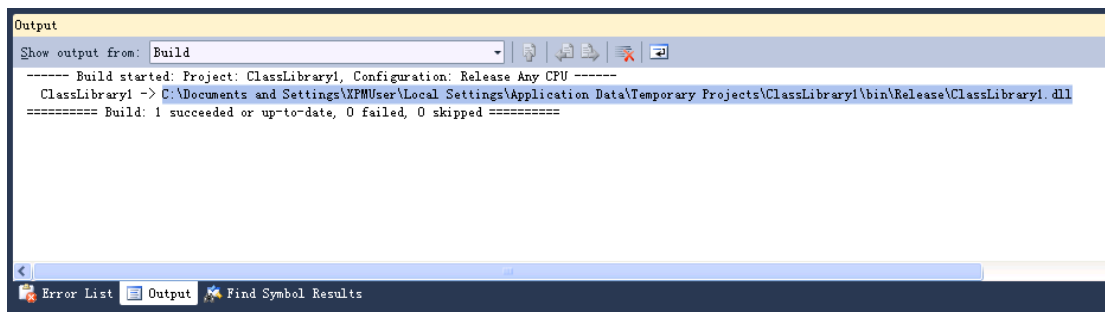 Output
Show output from: Build
------ Build started: Project: ClassLibrary1, Configuration: Release Any CPU ------
ClassLibrary1 -> C:\Documents and Settings\XPMUser\Local Settings\Application Data\Temporary Projects\ClassLibrary1\bin\Release\ClassLibrary1.dll
========== Build: 1 succeeded or up-to-date, 0 failed, 0 skipped ==========
Error List Output Find Symbol Results